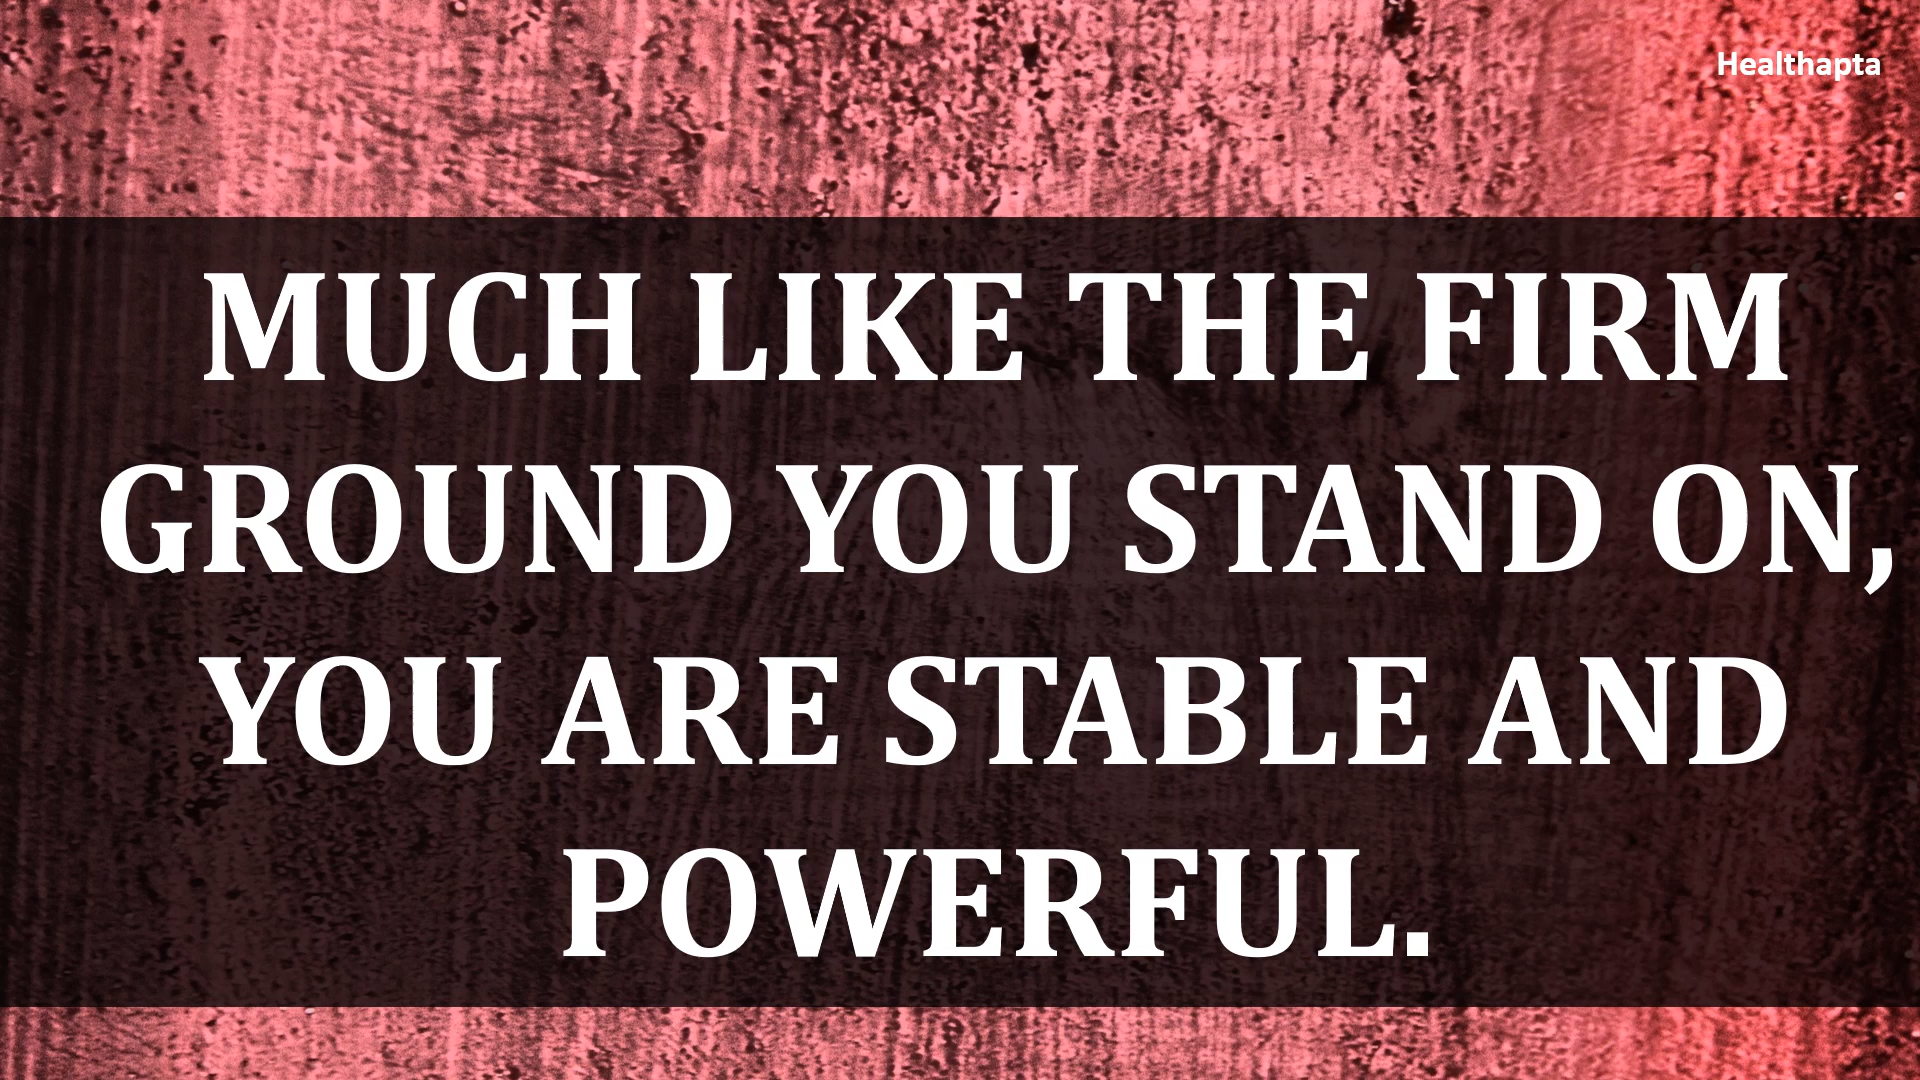 Healthapta
MUCH LIKE THE FIRM
GROUND YOU STAND ON,
YOU ARE STABLE AND
POWERFUL.